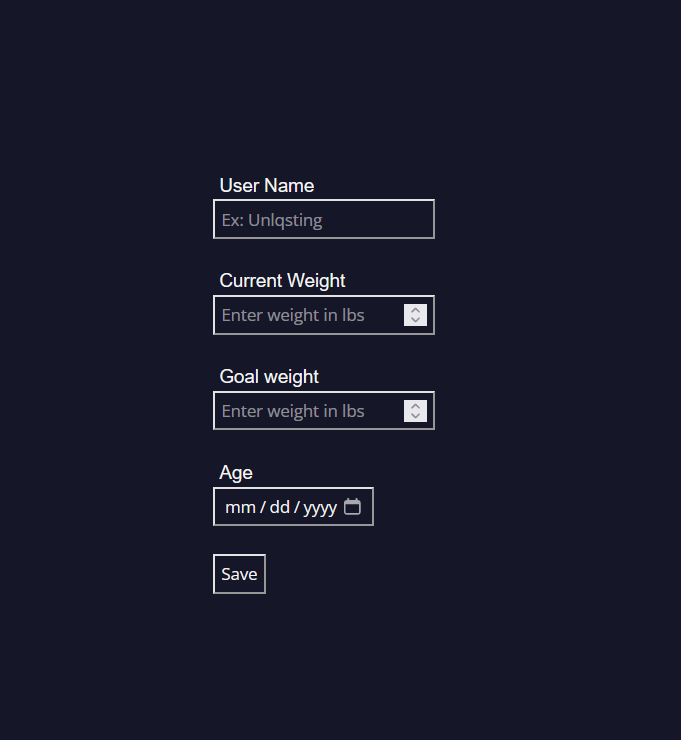 User Name
Ex: Unlqsting
Current Weight
Enter weight in lbs
Goal weight
Enter weight in lbs
Age
mm / dd / yyyy
Save